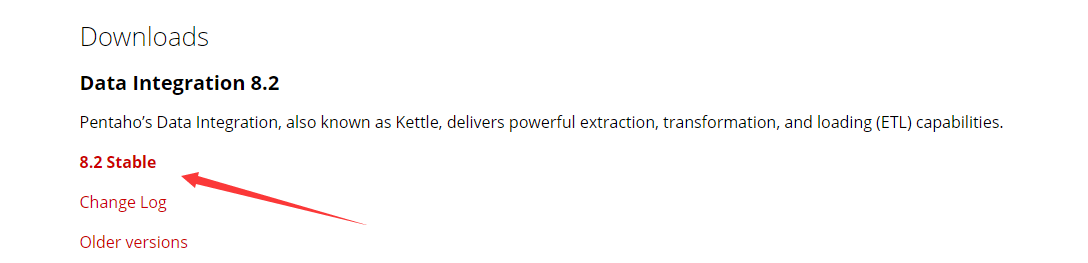 Downloads
Data Integration 8.2
Pentaho’s Data Integration, also known as Kettle, delivers powerful extraction, transformation, and loading (ETL) capabilities.
8.2 Stable
Change Log
Older versions